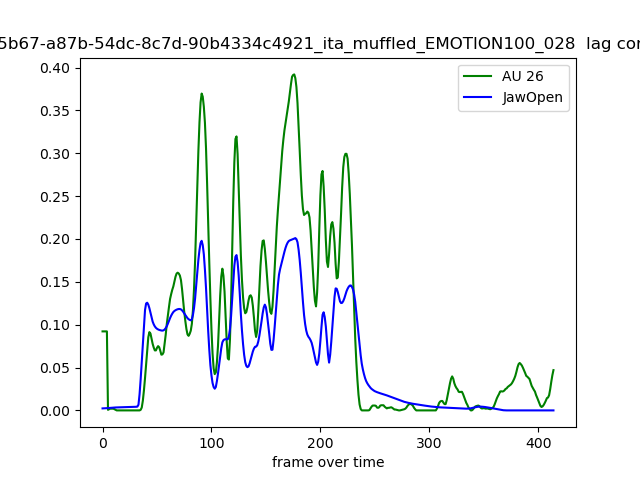 5b67-a87b-54dc-8c7d-90b4334c4921_ita_muffled_EMOTION100_028 lag cor
AU 26
JawOpen
0.40
0.35
0.30
0.25
0.20
0.15
0.10
0.05
0.00
0 100 200 300 400
frame over time